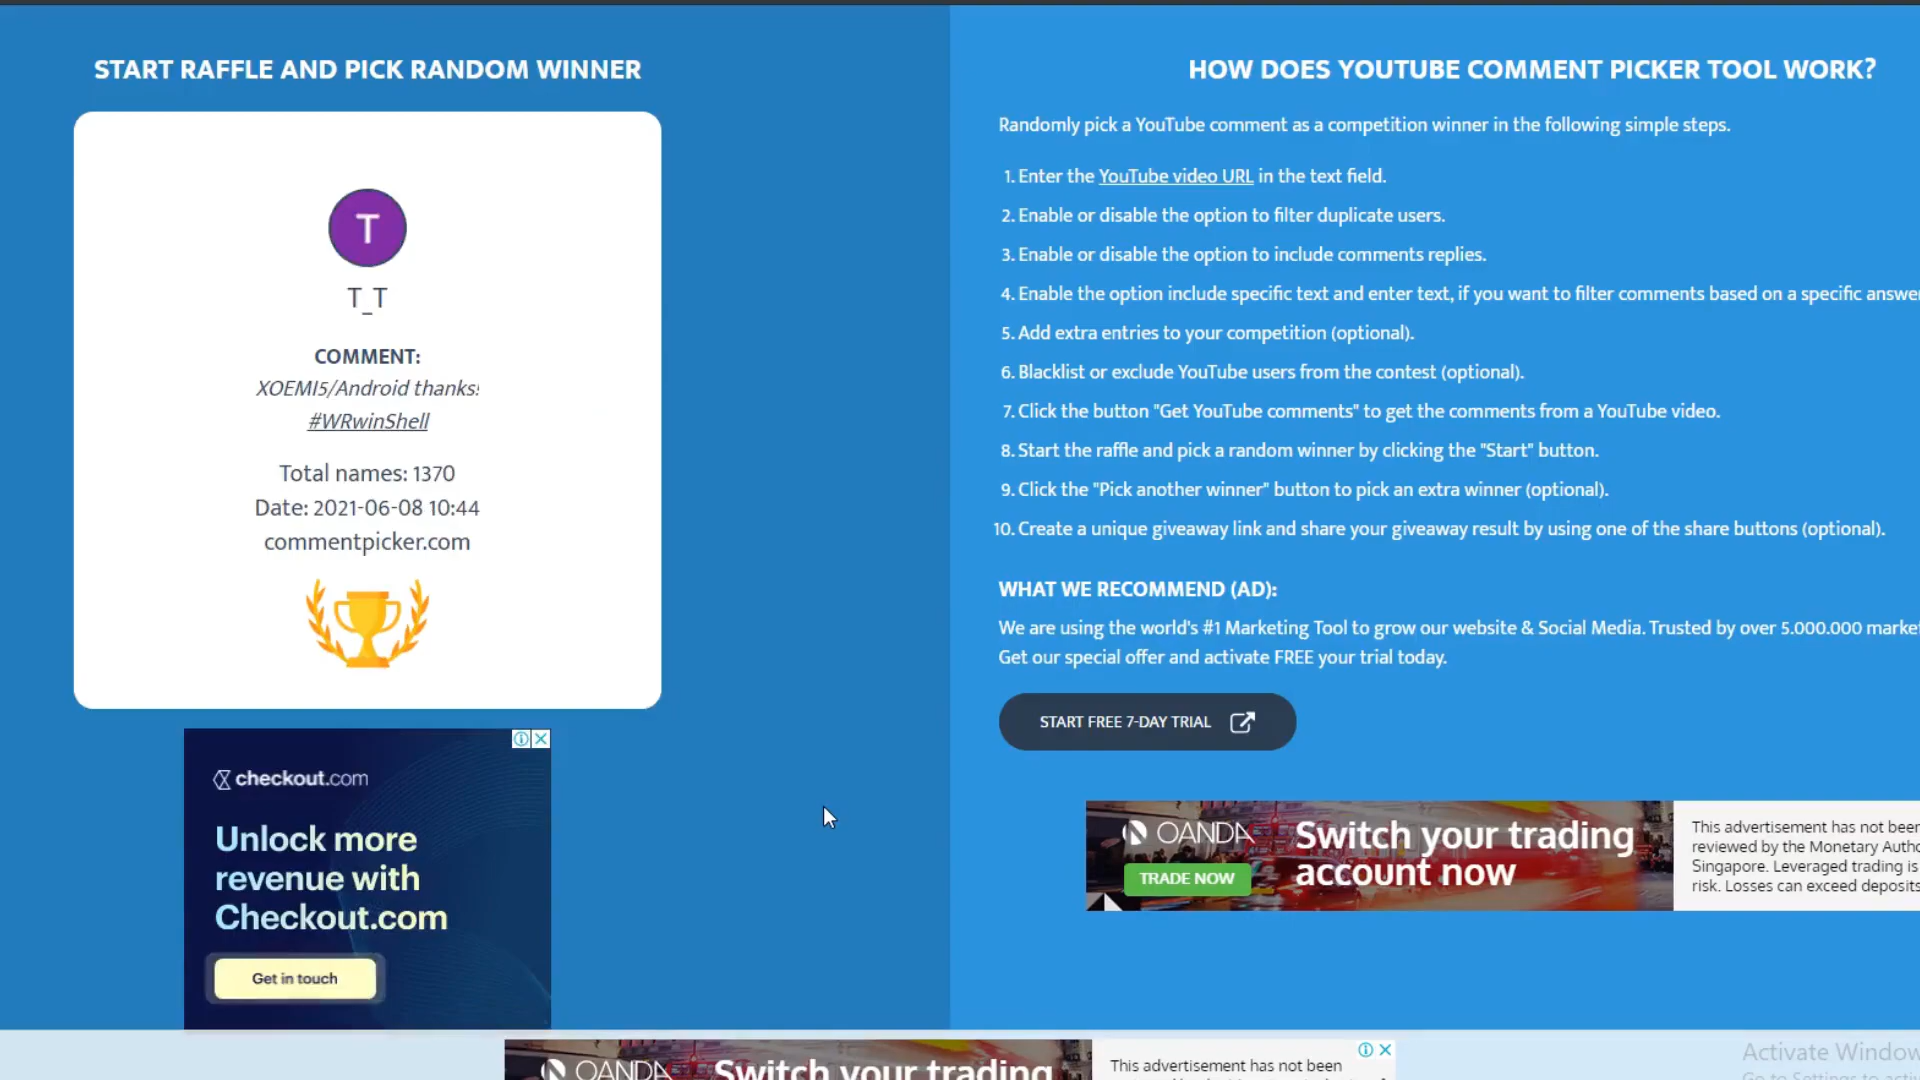 START RAFFLE AND PICK RANDOM WINNER
T
T_T
COMMENT:
XOEMI5/Android thanks!
#WRwinShell
Total names: 1370
Date: 2021-06-08 10:44
commentpicker.com
checkout.com
Unlock more
revenue with
Checkout.com
Get in touch
HOW DOES YOUTUBE COMMENT PICKER TOOL WORK?
Randomly pick a YouTube comment as a competition winner in the following simple steps.
1. Enter the YouTube video URL in the text field.
2. Enable or disable the option to filter duplicate users.
3. Enable or disable the option to include comments replies.
4. Enable the option include specific text and enter text, if you want to filter comments based on a specific answe
5. Add extra entries to your competition (optional).
6. Blacklist or exclude YouTube users from the contest (optional).
7. Click the button "Get YouTube comments" to get the comments from a YouTube video.
8. Start the raffle and pick a random winner by clicking the "Start" button.
9. Click the "Pick another winner" button to pick an extra winner (optional).
10. Create a unique giveaway link and share your giveaway result by using one of the share buttons (optional).
WHAT WE RECOMMEND (AD):
We are using the world's #1 Marketing Tool to grow our website & Social Media. Trusted by over 5.000.000 market
Get our special offer and activate FREE your trial today.
START FREE 7-DAY TRIAL
OANDA
TRADE NOW
Switch your trading
account now
This advertisement has not been
reviewed by the Monetary Autho
Singapore. Leveraged trading is
risk. Losses can exceed deposits
OANDA
Switch your trading
This advertisement has not been
Activate Window